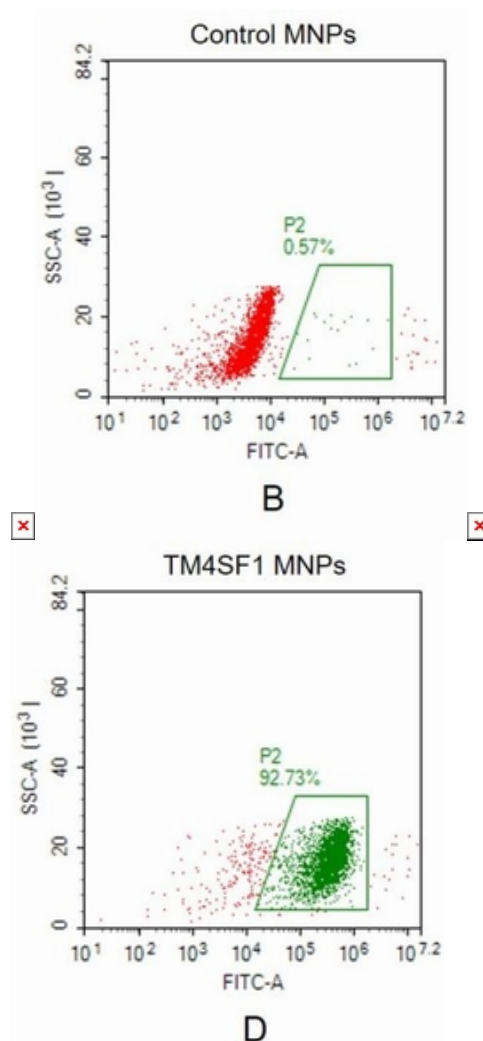 Control MNPs
84.2
60
40
20
0
SSC-A [10³]
P2
0.57%
10¹ 10² 10³ 10⁴ 10⁵ 10⁶ 10⁷·²
FITC-A
B
TM4SF1 MNPs
84.2
60
40
20
0
SSC-A [10³]
P2
92.73%
10¹ 10² 10³ 10⁴ 10⁵ 10⁶ 10⁷·²
FITC-A
D